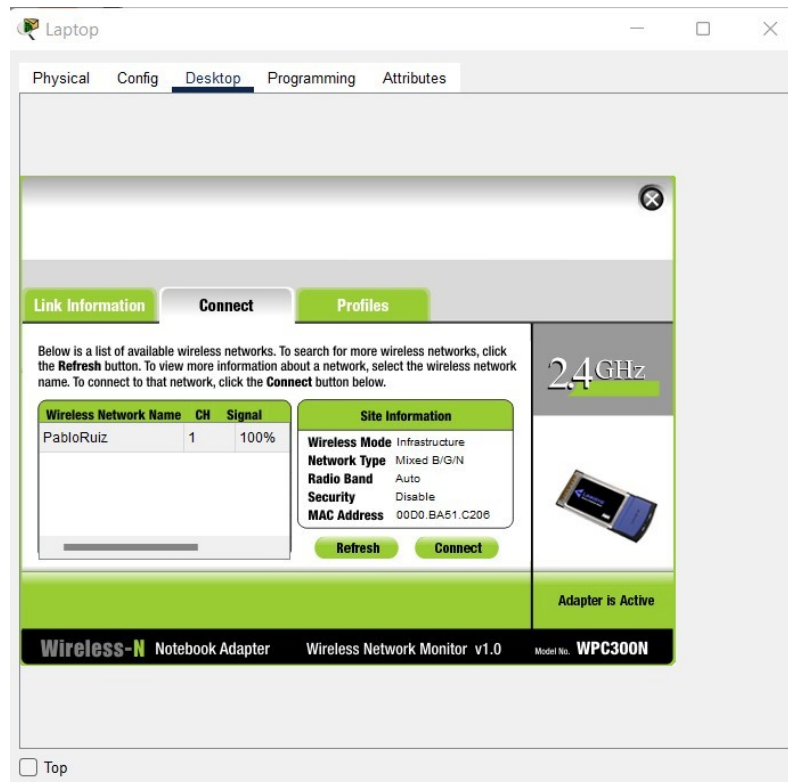 Laptop
Physical Config Desktop Programming Attributes
Link Information Connect Profiles
Below is a list of available wireless networks. To search for more wireless networks, click
the Refresh button. To view more information about a network, select the wireless network
name. To connect to that network, click the Connect button below.
Wireless Network Name CH Signal
PabloRuiz 1 100%
Site Information
Wireless Mode Infrastructure
Network Type Mixed B/G/N
Radio Band Auto
Security Disable
MAC Address 00D0.BA51.C206
Refresh Connect
2.4GHz
Adapter is Active
Wireless-N Notebook Adapter Wireless Network Monitor v1.0 Model No. WPC300N
Top